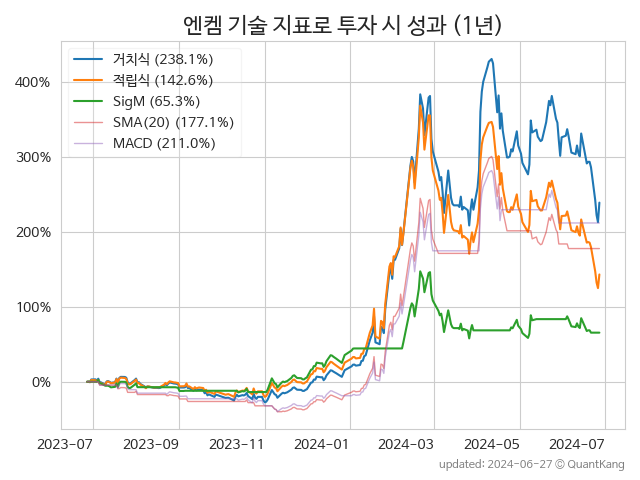 엔켐 기술 지표로 투자 시 성과 (1년)
거치식 (238.1%)
적립식 (142.6%)
SigM (65.3%)
SMA(20) (177.1%)
MACD (211.0%)
400%
300%
200%
100%
0%
2023-07 2023-09 2023-11 2024-01 2024-03 2024-05 2024-07
updated: 2024-06-27 © QuantKang